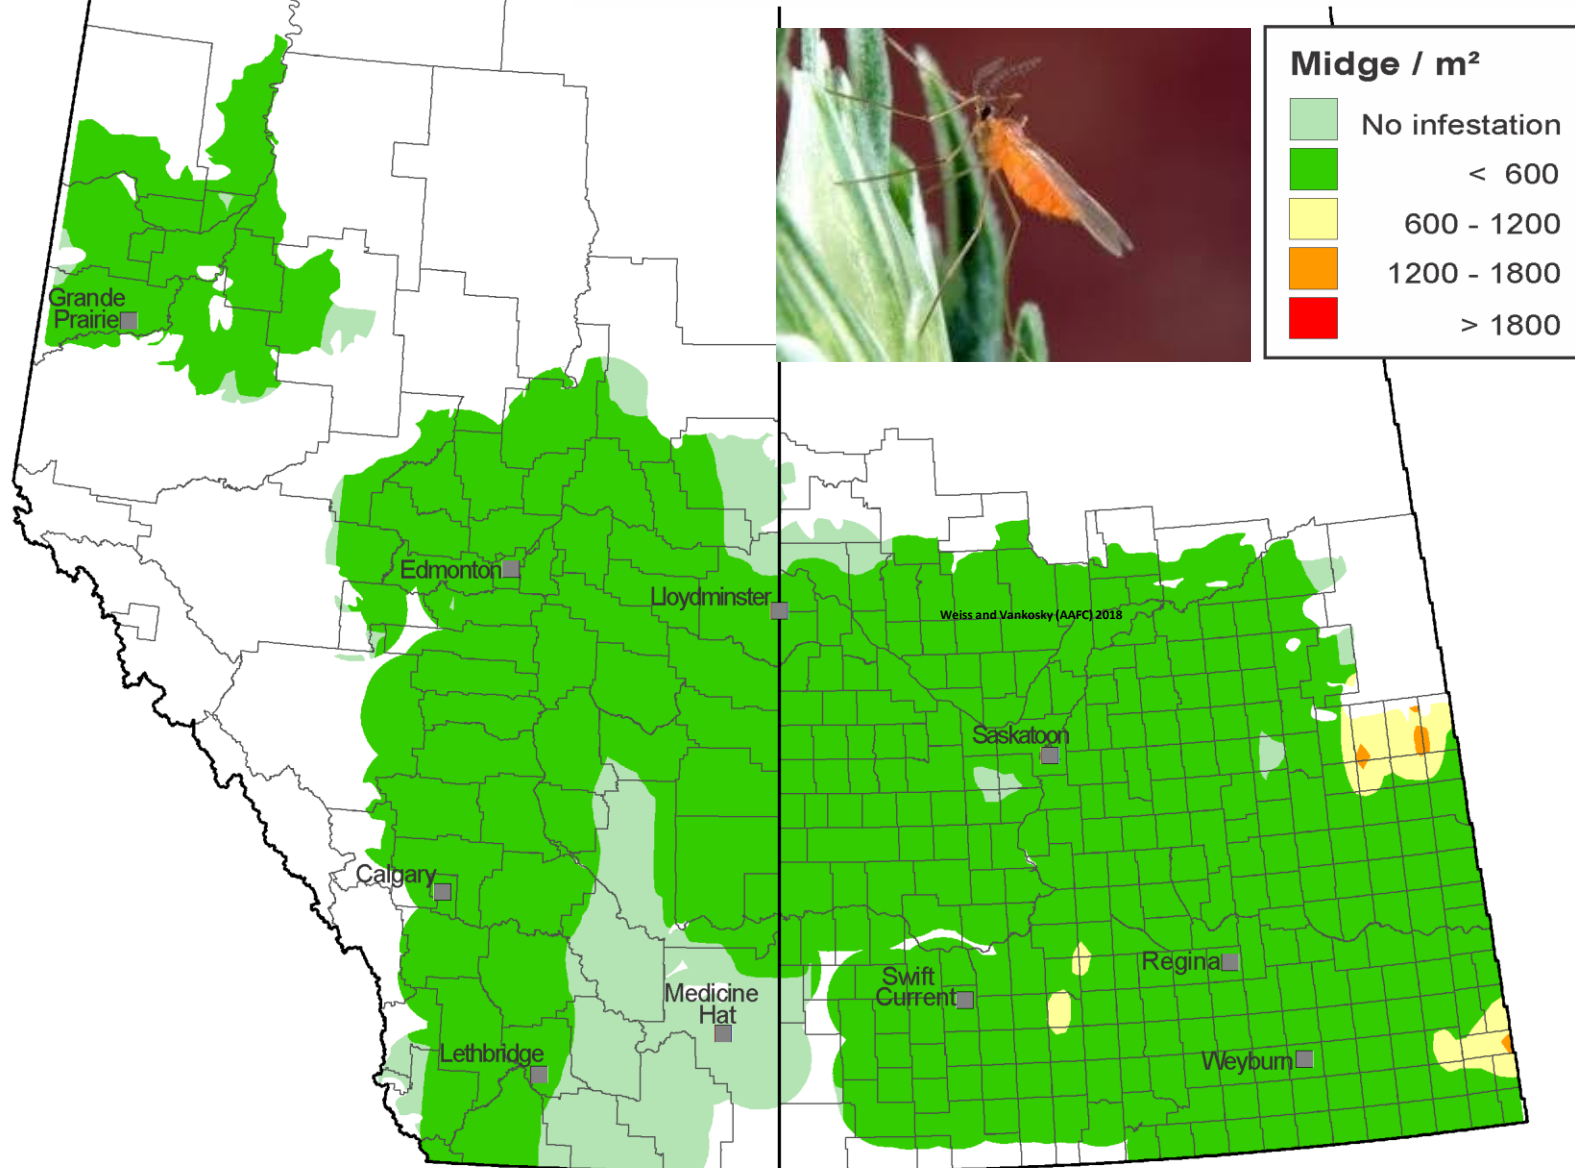 Midge / m²
No infestation
< 600
600 - 1200
1200 - 1800
> 1800
Grande
Prairie
Edmonton
Lloydminster
Weiss and Vankosky (AAFC) 2018
Saskatoon
Calgary
Regina
Swift
Current
Medicine
Hat
Lethbridge
Weyburn